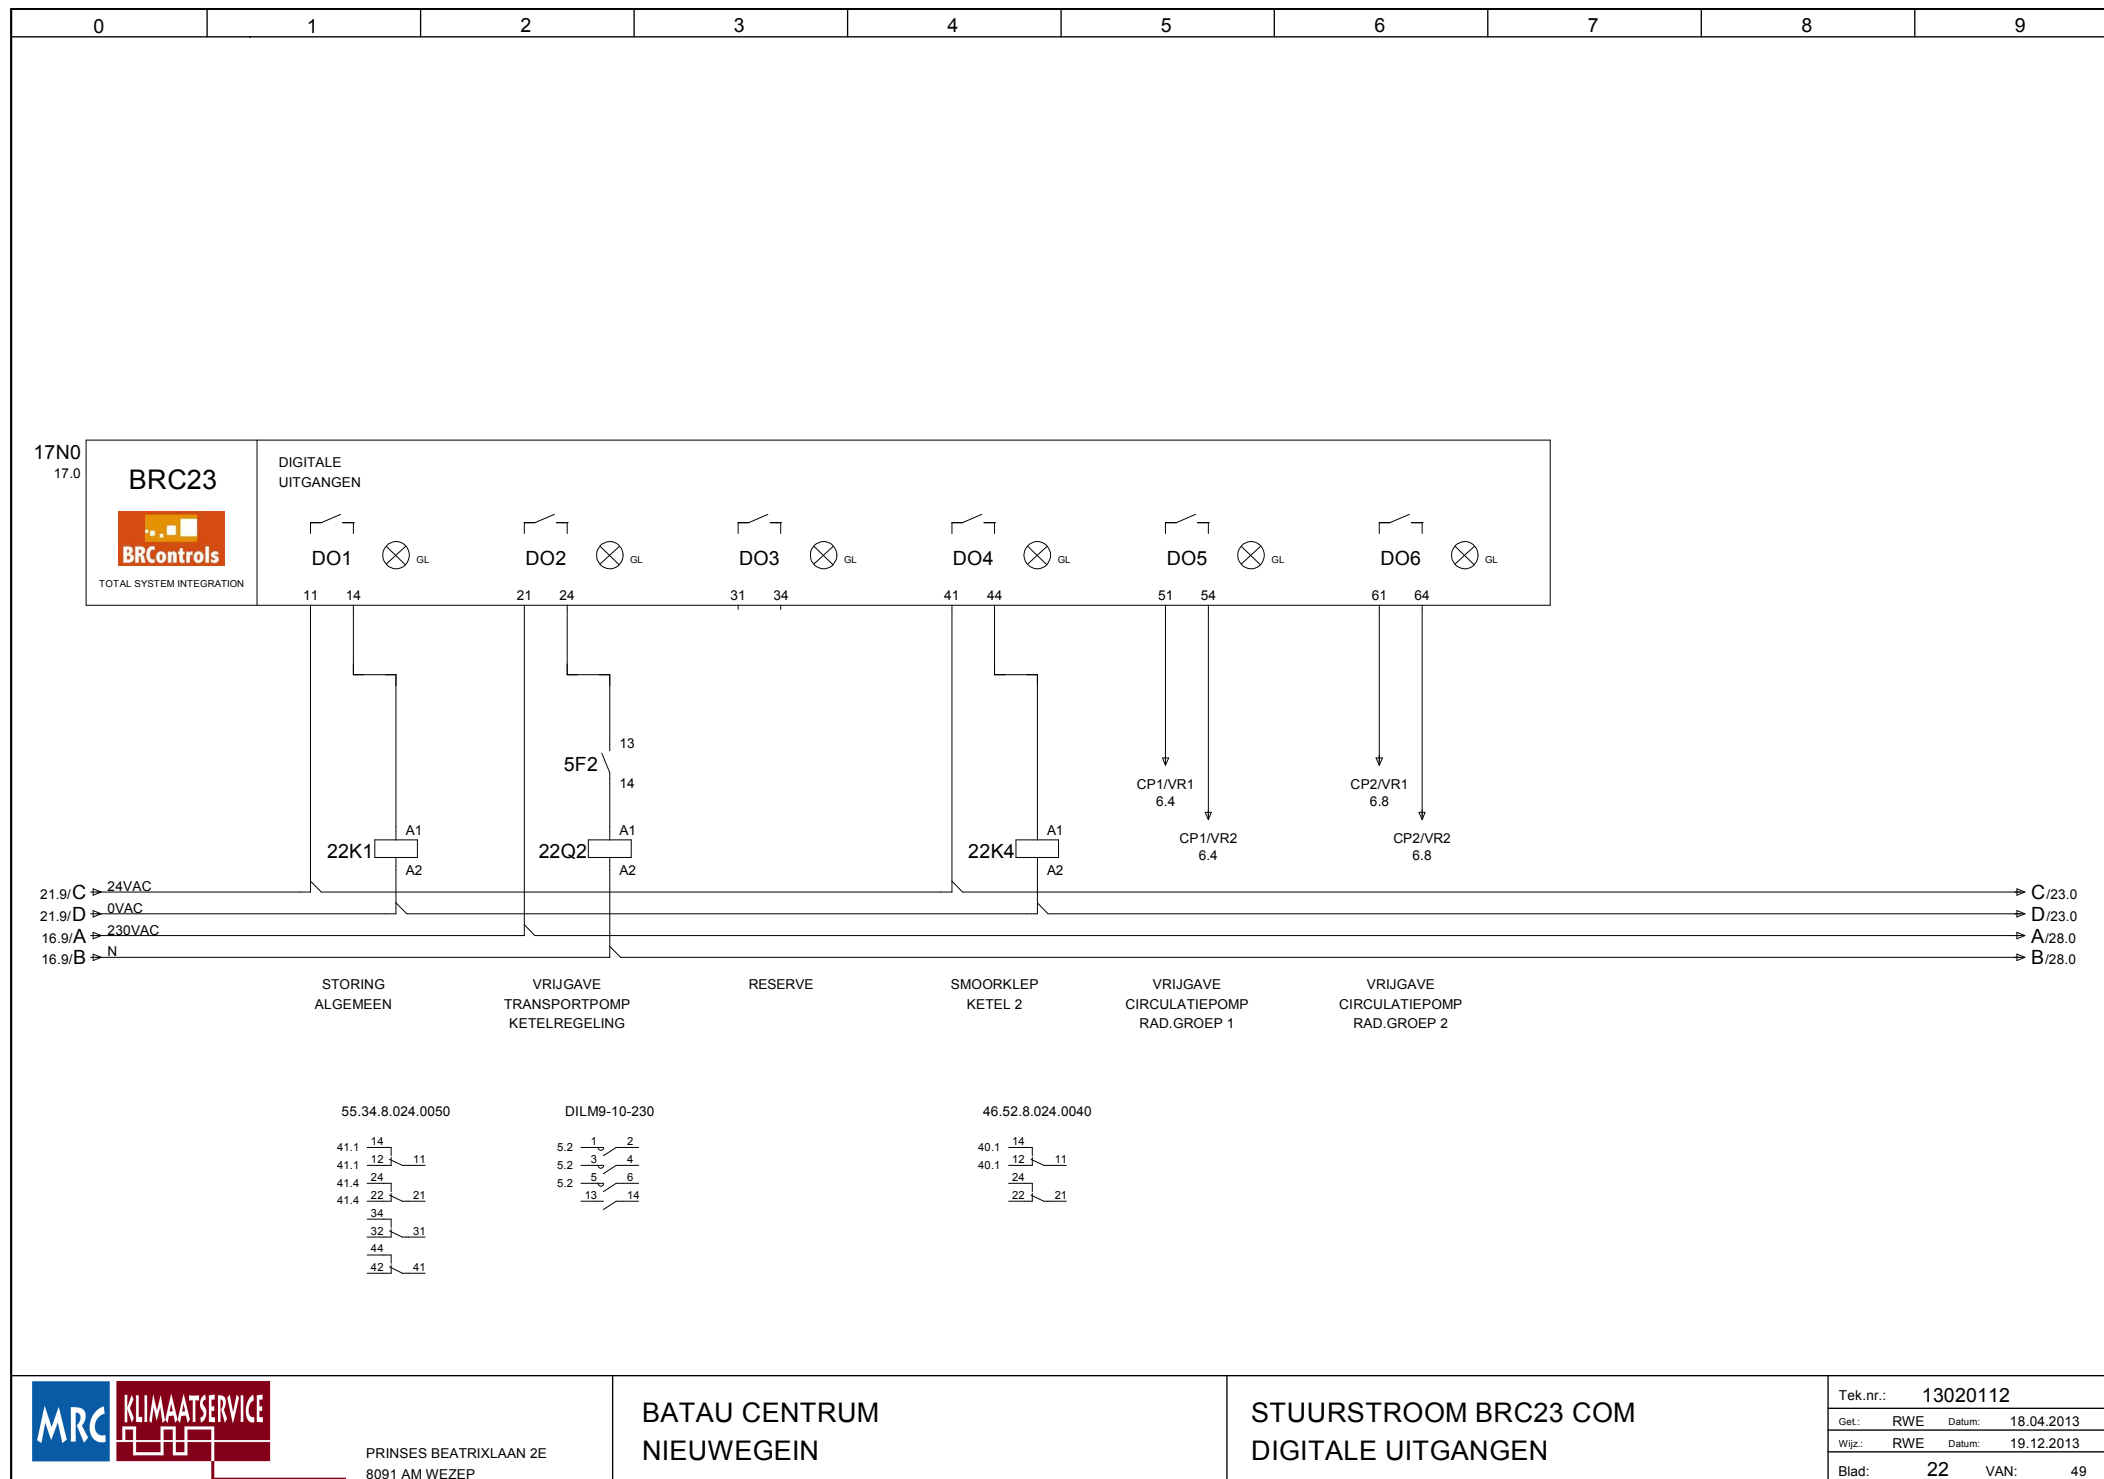 0 1 2 3 4 5 6 7 8 9
17N0
17.0
BRC23
BRControls
TOTAL SYSTEM INTEGRATION
DIGITALE
UITGANGEN
DO1 GL DO2 GL DO3 GL DO4 GL DO5 GL DO6 GL
11 14 21 24 31 34 41 44 51 54 61 64
13
5F2
14
CP1/VR1
6.4
CP2/VR1
6.8
CP1/VR2
6.4
CP2/VR2
6.8
A1 A1 A1
22K1 22Q2 22K4
A2 A2 A2
21.9/C 24VAC C/23.0
21.9/D 0VAC D/23.0
16.9/A 230VAC A/28.0
16.9/B N B/28.0
STORING
ALGEMEEN
VRIJGAVE
TRANSPORTPOMP
KETELREGELING
RESERVE
SMOORKLEP
KETEL 2
VRIJGAVE
CIRCULATIEPOMP
RAD.GROEP 1
VRIJGAVE
CIRCULATIEPOMP
RAD.GROEP 2
55.34.8.024.0050
41.1 14
41.1 12 11
41.4 24
41.4 22 21
34
32 31
44
42 41
DILM9-10-230
5.2 1 2
5.2 3 4
5.2 5 6
13 14
46.52.8.024.0040
40.1 14
40.1 12 11
24
22 21
MRC KLIMAATSERVICE
PRINSES BEATRIXLAAN 2E
8091 AM WEZEP
BATAU CENTRUM
NIEUWEGEIN
STUURSTROOM BRC23 COM
DIGITALE UITGANGEN
Tek.nr.: 13020112
Get.: RWE Datum: 18.04.2013
Wijz.: RWE Datum: 19.12.2013
Blad: 22 VAN: 49